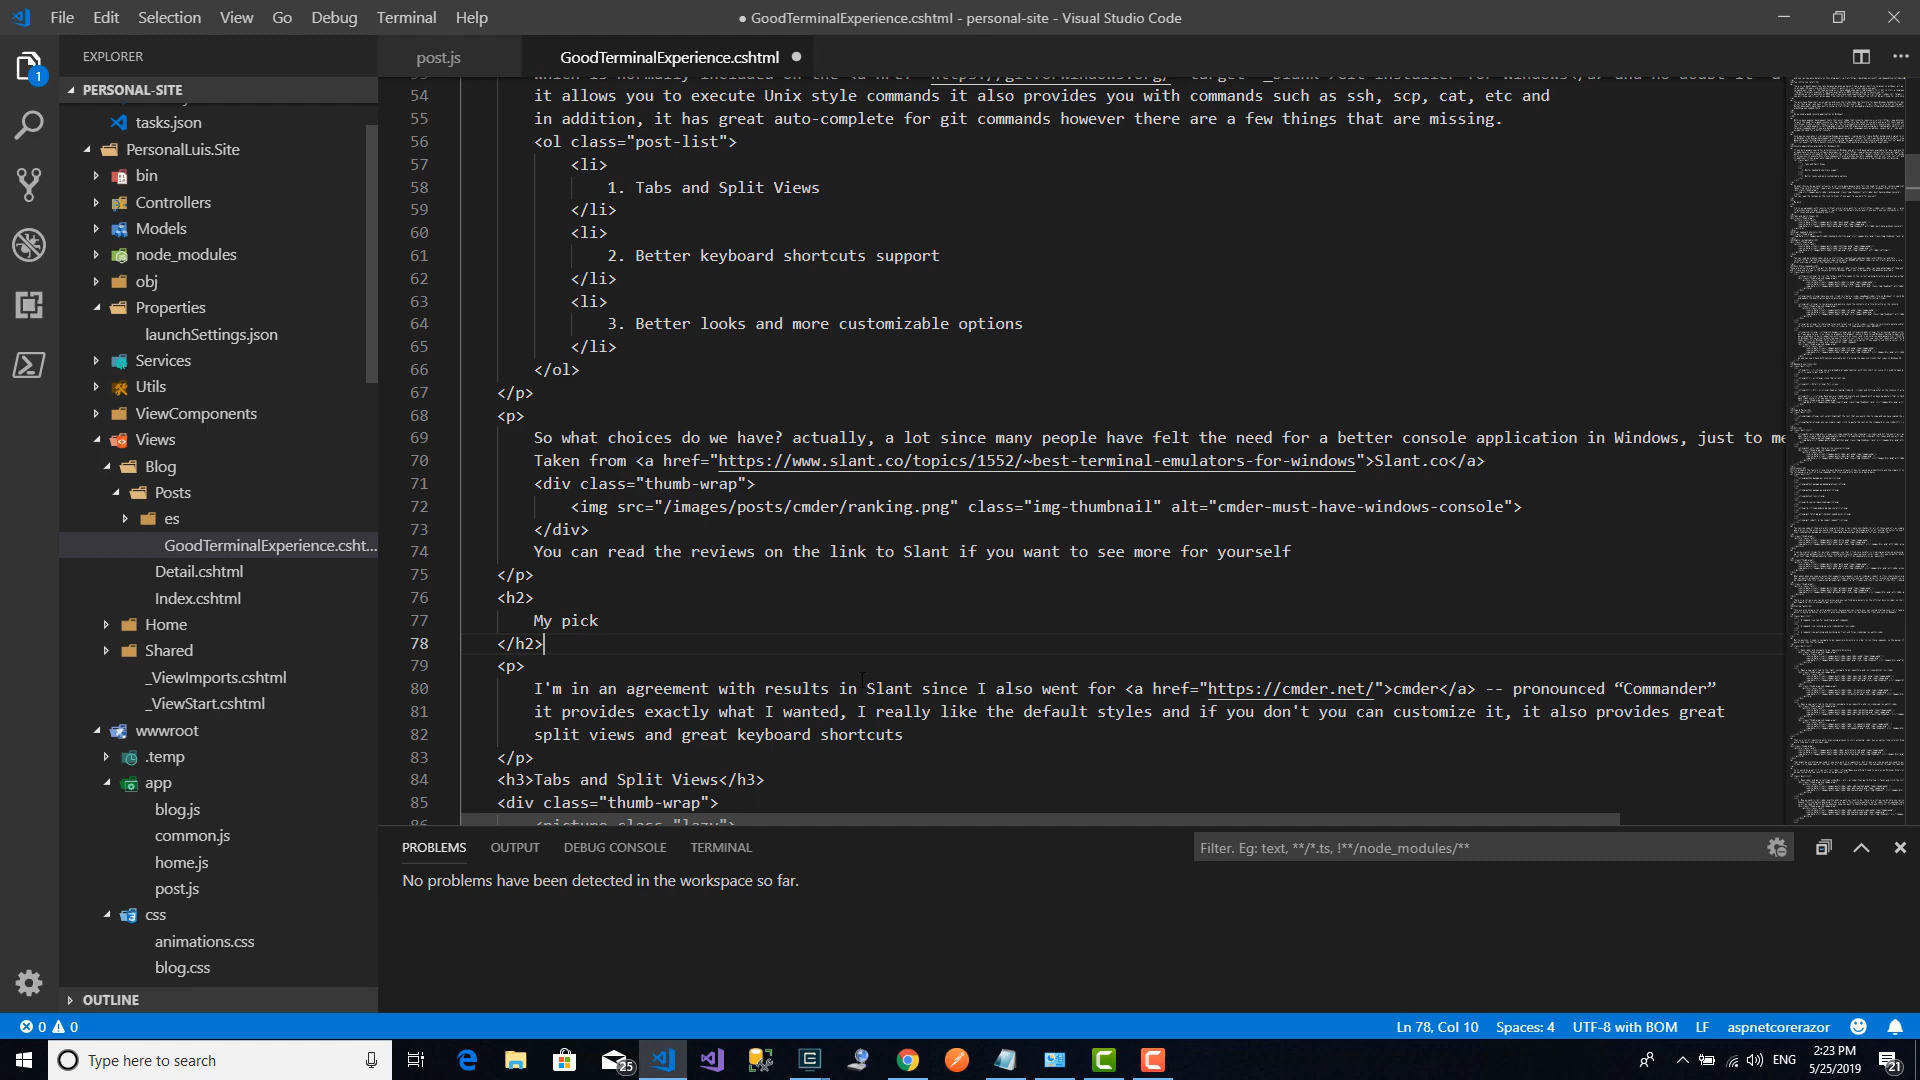 File Edit Selection View Go Debug Terminal Help
● GoodTerminalExperience.cshtml - personal-site - Visual Studio Code
EXPLORER
1
PERSONAL-SITE
tasks.json
PersonalLuis.Site
bin
Controllers
Models
node_modules
obj
Properties
launchSettings.json
Services
Utils
ViewComponents
Views
Blog
Posts
es
GoodTerminalExperience.csht...
Detail.cshtml
Index.cshtml
Home
Shared
_ViewImports.cshtml
_ViewStart.cshtml
wwwroot
.temp
app
blog.js
common.js
home.js
post.js
css
animations.css
blog.css
OUTLINE
post.js GoodTerminalExperience.cshtml
54 it allows you to execute Unix style commands it also provides you with commands such as ssh, scp, cat, etc and
55 in addition, it has great auto-complete for git commands however there are a few things that are missing.
56 <ol class="post-list">
57 <li>
58 1. Tabs and Split Views
59 </li>
60 <li>
61 2. Better keyboard shortcuts support
62 </li>
63 <li>
64 3. Better looks and more customizable options
65 </li>
66 </ol>
67 </p>
68 <p>
69 So what choices do we have? actually, a lot since many people have felt the need for a better console application in Windows, just to me
70 Taken from <a href="https://www.slant.co/topics/1552/~best-terminal-emulators-for-windows">Slant.co</a>
71 <div class="thumb-wrap">
72 <img src="/images/posts/cmder/ranking.png" class="img-thumbnail" alt="cmder-must-have-windows-console">
73 </div>
74 You can read the reviews on the link to Slant if you want to see more for yourself
75 </p>
76 <h2>
77 My pick
78 </h2>
79 <p>
80 I'm in an agreement with results in Slant since I also went for <a href="https://cmder.net/">cmder</a> -- pronounced “Commander”
81 it provides exactly what I wanted, I really like the default styles and if you don't you can customize it, it also provides great
82 split views and great keyboard shortcuts
83 </p>
84 <h3>Tabs and Split Views</h3>
85 <div class="thumb-wrap">
86 <picture class="lazy">
PROBLEMS OUTPUT DEBUG CONSOLE TERMINAL
Filter. Eg: text, **/*.ts, !**/node_modules/**
No problems have been detected in the workspace so far.
0 0
Ln 78, Col 10 Spaces: 4 UTF-8 with BOM LF aspnetcorerazor
Type here to search
25
ENG
2:23 PM
5/25/2019
21